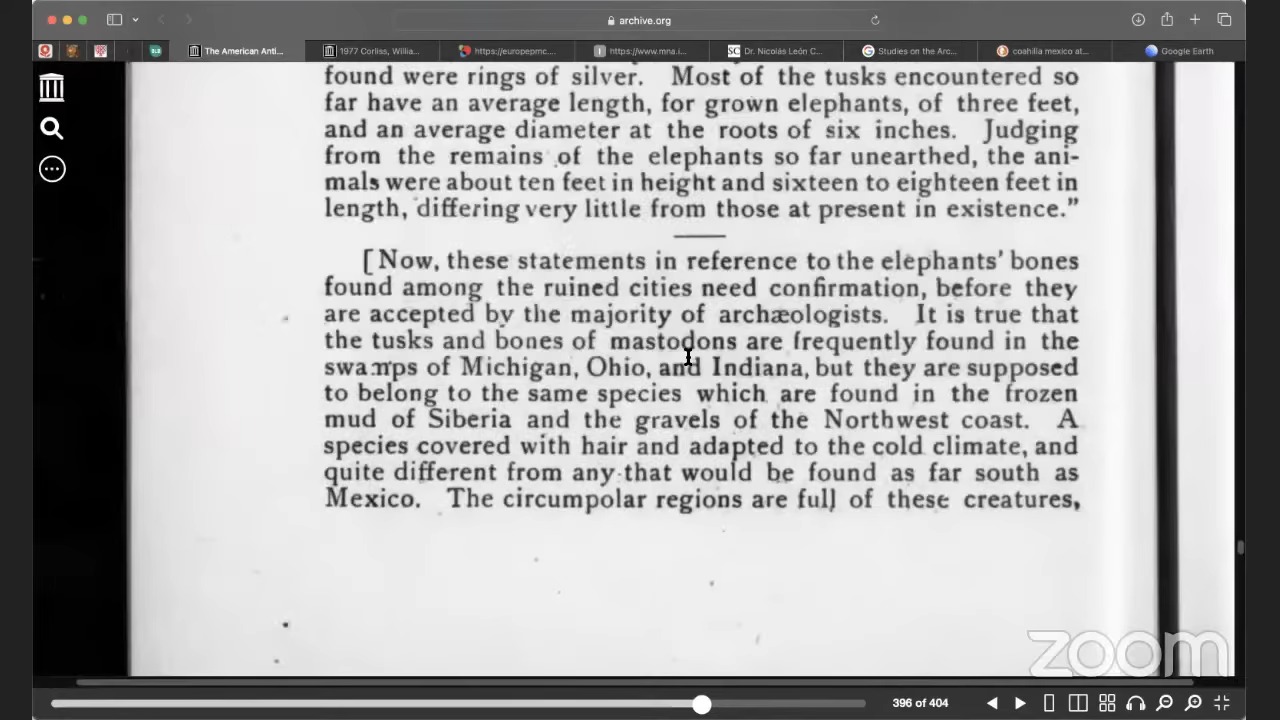 archive.org
The American Anti...
1977 Corliss, Willia...
https://europepmc....
https://www.mna.i...
Dr. Nicolás León C...
Studies on the Arc...
coahilla mexico at...
Google Earth
found were rings of silver. Most of the tusks encountered so
far have an average length, for grown elephants, of three feet,
and an average diameter at the roots of six inches. Judging
from the remains of the elephants so far unearthed, the ani-
mals were about ten feet in height and sixteen to eighteen feet in
length, differing very little from those at present in existence.”
[Now, these statements in reference to the elephants’ bones
found among the ruined cities need confirmation, before they
are accepted by the majority of archæologists. It is true that
the tusks and bones of mastodons are frequently found in the
swamps of Michigan, Ohio, and Indiana, but they are supposed
to belong to the same species which are found in the frozen
mud of Siberia and the gravels of the Northwest coast. A
species covered with hair and adapted to the cold climate, and
quite different from any that would be found as far south as
Mexico. The circumpolar regions are full of these creatures,
zoom
396 of 404